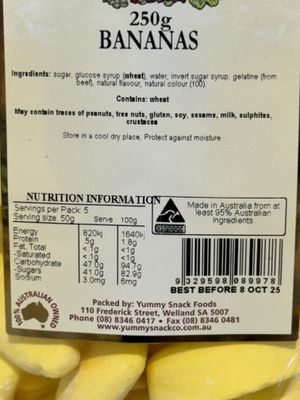 250g
BANANAS
Ingredients: sugar, glucose syrup (wheat), water, invert sugar syrup, gelatine (from
beef), natural flavour, natural colour (100).
Contains: wheat
May contain traces of peanuts, tree nuts, gluten, soy, sesame, milk, sulphites,
crustacea
Store in a cool dry place, Protect against moisture
NUTRITION INFORMATION
Servings per Pack: 5
Serving size: 50g Serve 100g
Energy 820kj 1640k,
Protein .5g 1.8g
Fat, Total <.1g <1g
-Saturated <.1g <1g
Carbohydrate 47.0g 94.7g
-Sugars 41.0g 82.9g
Sodium 3.0mg 6mg
Made in Australia from at
least 95% Australian
Ingredients
9 329598 089978
BEST BEFORE 8 OCT 25
100% AUSTRALIAN OWNED
Packed by: Yummy Snack Foods
110 Frederick Street, Welland SA 5007
Phone (08) 8346 0417 • Fax (08) 8346 0481
www.yummysnackco.com.au